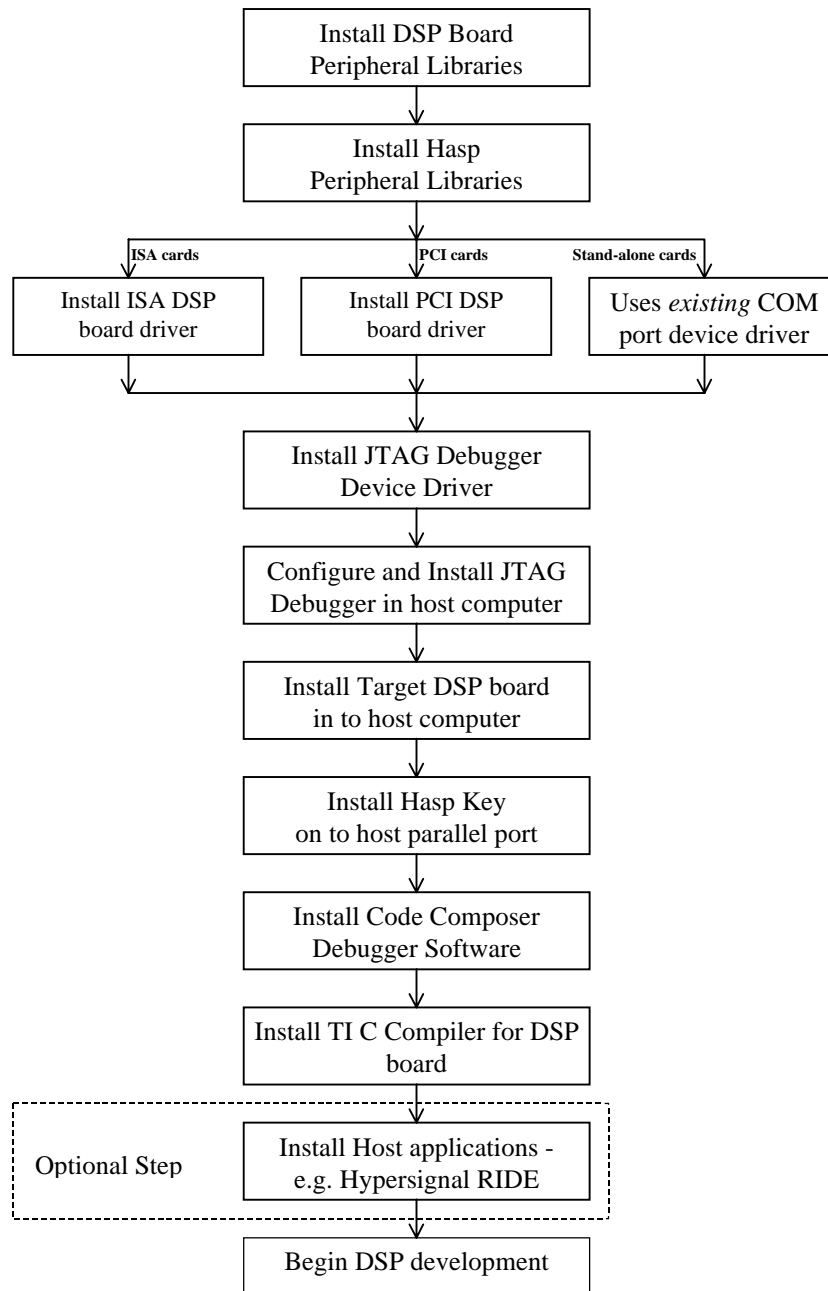 Install DSP Board
Peripheral Libraries
Install Hasp
Peripheral Libraries
ISA cards
PCI cards
Stand-alone cards
Install ISA DSP
board driver
Install PCI DSP
board driver
Uses existing COM
port device driver
Install JTAG Debugger
Device Driver
Configure and Install JTAG
Debugger in host computer
Install Target DSP board
in to host computer
Install Hasp Key
on to host parallel port
Install Code Composer
Debugger Software
Install TI C Compiler for DSP
board
Optional Step
Install Host applications -
e.g. Hypersignal RIDE
Begin DSP development